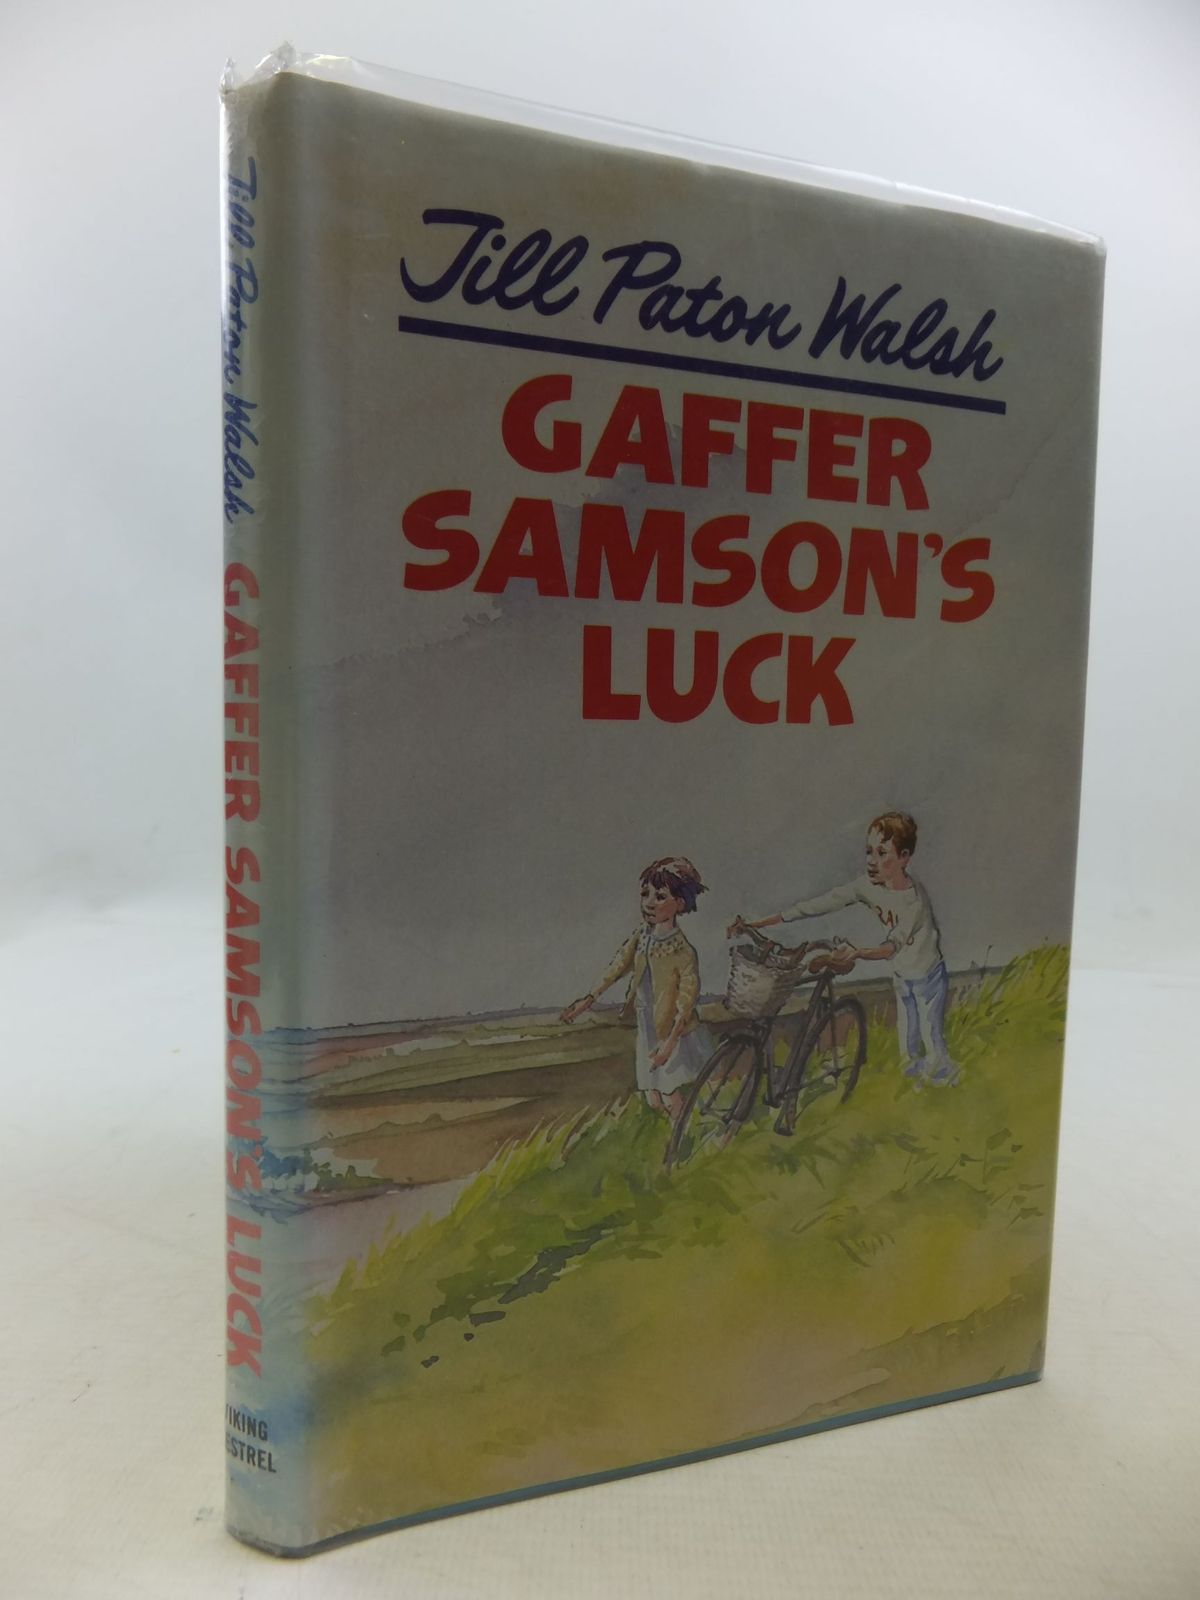 Jill Paton Walsh
GAFFER
SAMSON'S
LUCK
Jill Paton Walsh GAFFER SAMSON'S LUCK
VIKING
KESTREL